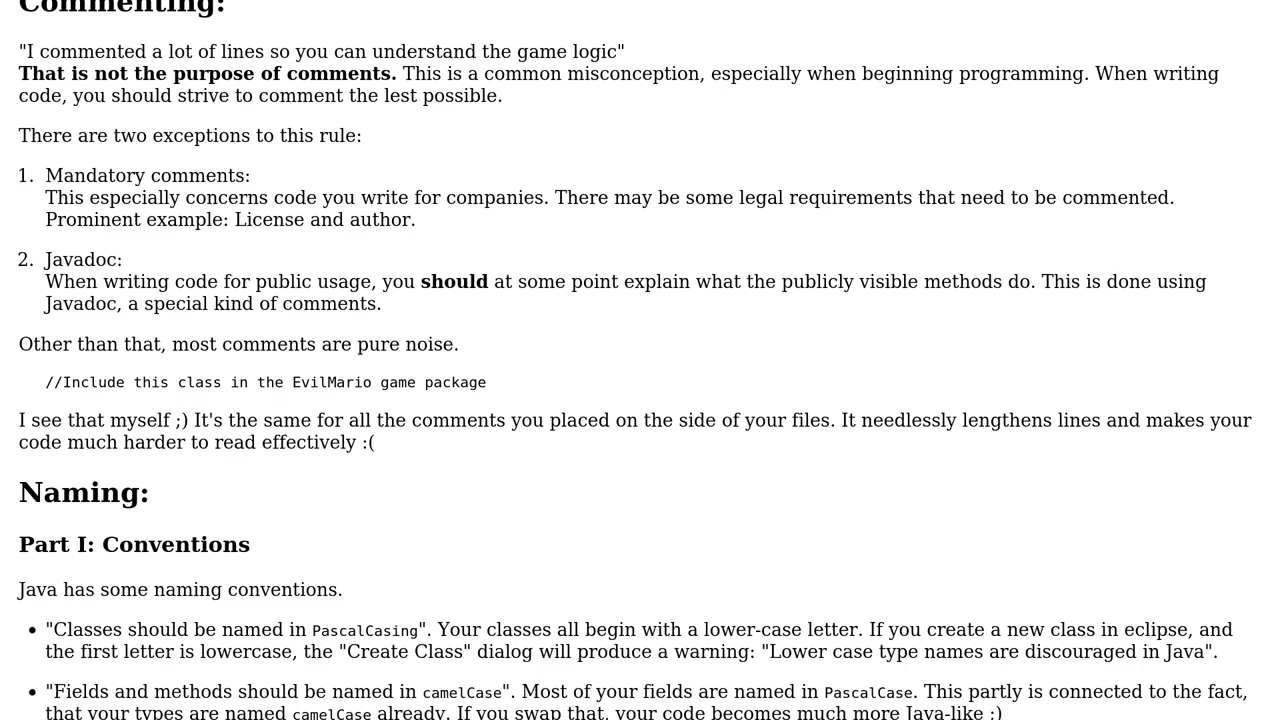 Commenting:
"I commented a lot of lines so you can understand the game logic"
That is not the purpose of comments. This is a common misconception, especially when beginning programming. When writing
code, you should strive to comment the lest possible.
There are two exceptions to this rule:
1. Mandatory comments:
This especially concerns code you write for companies. There may be some legal requirements that need to be commented.
Prominent example: License and author.
2. Javadoc:
When writing code for public usage, you should at some point explain what the publicly visible methods do. This is done using
Javadoc, a special kind of comments.
Other than that, most comments are pure noise.
//Include this class in the EvilMario game package
I see that myself ;) It's the same for all the comments you placed on the side of your files. It needlessly lengthens lines and makes your
code much harder to read effectively :(
Naming:
Part I: Conventions
Java has some naming conventions.
• "Classes should be named in PascalCasing". Your classes all begin with a lower-case letter. If you create a new class in eclipse, and
the first letter is lowercase, the "Create Class" dialog will produce a warning: "Lower case type names are discouraged in Java".
• "Fields and methods should be named in camelCase". Most of your fields are named in PascalCase. This partly is connected to the fact,
that your types are named camelCase already. If you swap that, your code becomes much more Java-like ;)